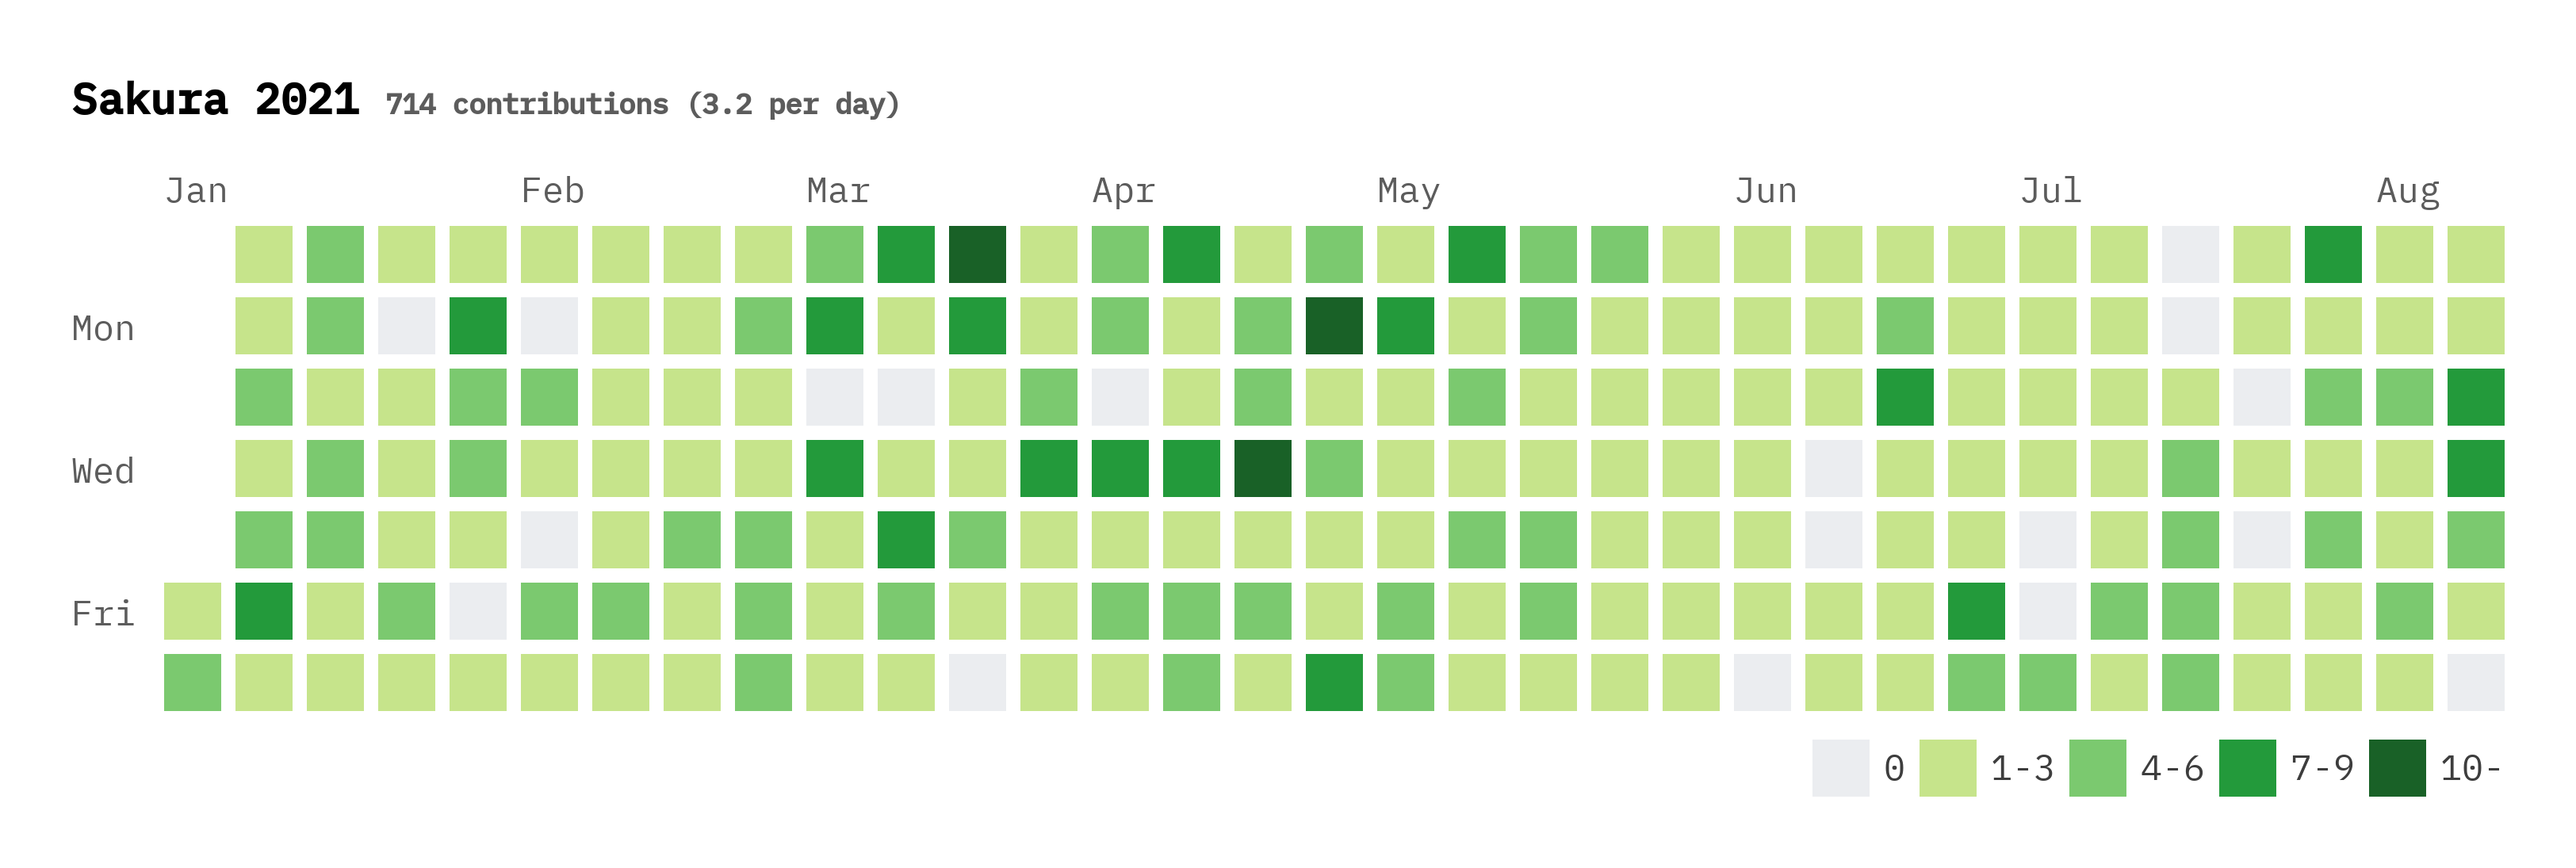 Sakura 2021 714 contributions (3.2 per day)
Jan Feb Mar Apr May Jun Jul Aug
Mon
Wed
Fri
0 1-3 4-6 7-9 10-